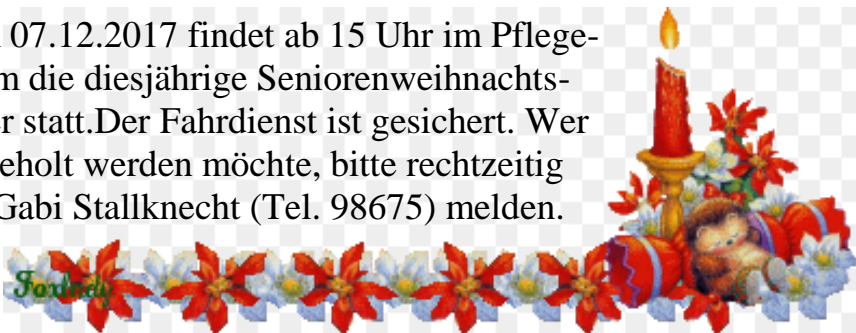 07.12.2017 findet ab 15 Uhr im Pflege-
die diesjährige Seniorenweihnachts-
statt.Der Fahrdienst ist gesichert. Wer
eholt werden möchte, bitte rechtzeitig
Gabi Stallknecht (Tel. 98675) melden.
Foxlady